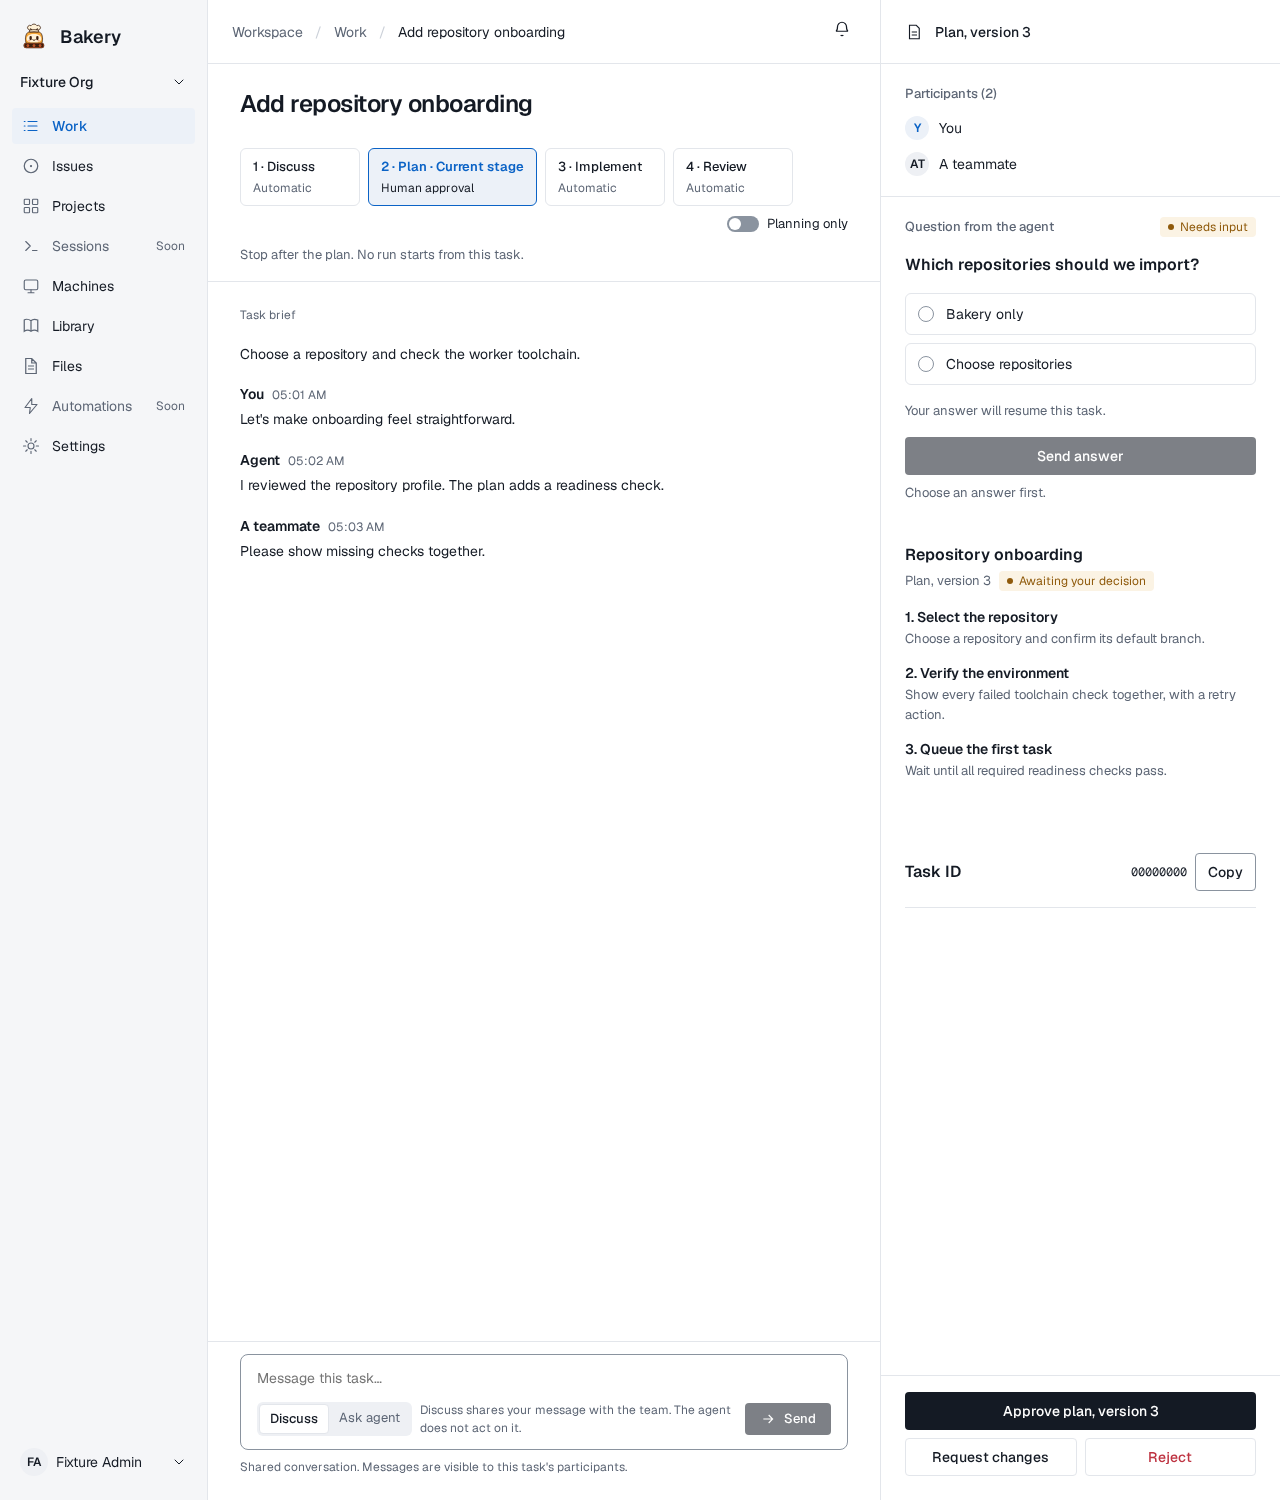 Bakery
Fixture Org
Work
Issues
Projects
Sessions Soon
Machines
Library
Files
Automations Soon
Settings
FA Fixture Admin
Workspace / Work / Add repository onboarding
Add repository onboarding
1 · Discuss
Automatic
2 · Plan · Current stage
Human approval
3 · Implement
Automatic
4 · Review
Automatic
Planning only
Stop after the plan. No run starts from this task.
Task brief
Choose a repository and check the worker toolchain.
You 05:01 AM
Let's make onboarding feel straightforward.
Agent 05:02 AM
I reviewed the repository profile. The plan adds a readiness check.
A teammate 05:03 AM
Please show missing checks together.
Message this task...
Discuss Ask agent
Discuss shares your message with the team. The agent
does not act on it.
Send
Shared conversation. Messages are visible to this task's participants.
Plan, version 3
Participants (2)
Y You
AT A teammate
Question from the agent Needs input
Which repositories should we import?
Bakery only
Choose repositories
Your answer will resume this task.
Send answer
Choose an answer first.
Repository onboarding
Plan, version 3 Awaiting your decision
1. Select the repository
Choose a repository and confirm its default branch.
2. Verify the environment
Show every failed toolchain check together, with a retry
action.
3. Queue the first task
Wait until all required readiness checks pass.
Task ID 00000000 Copy
Approve plan, version 3
Request changes Reject